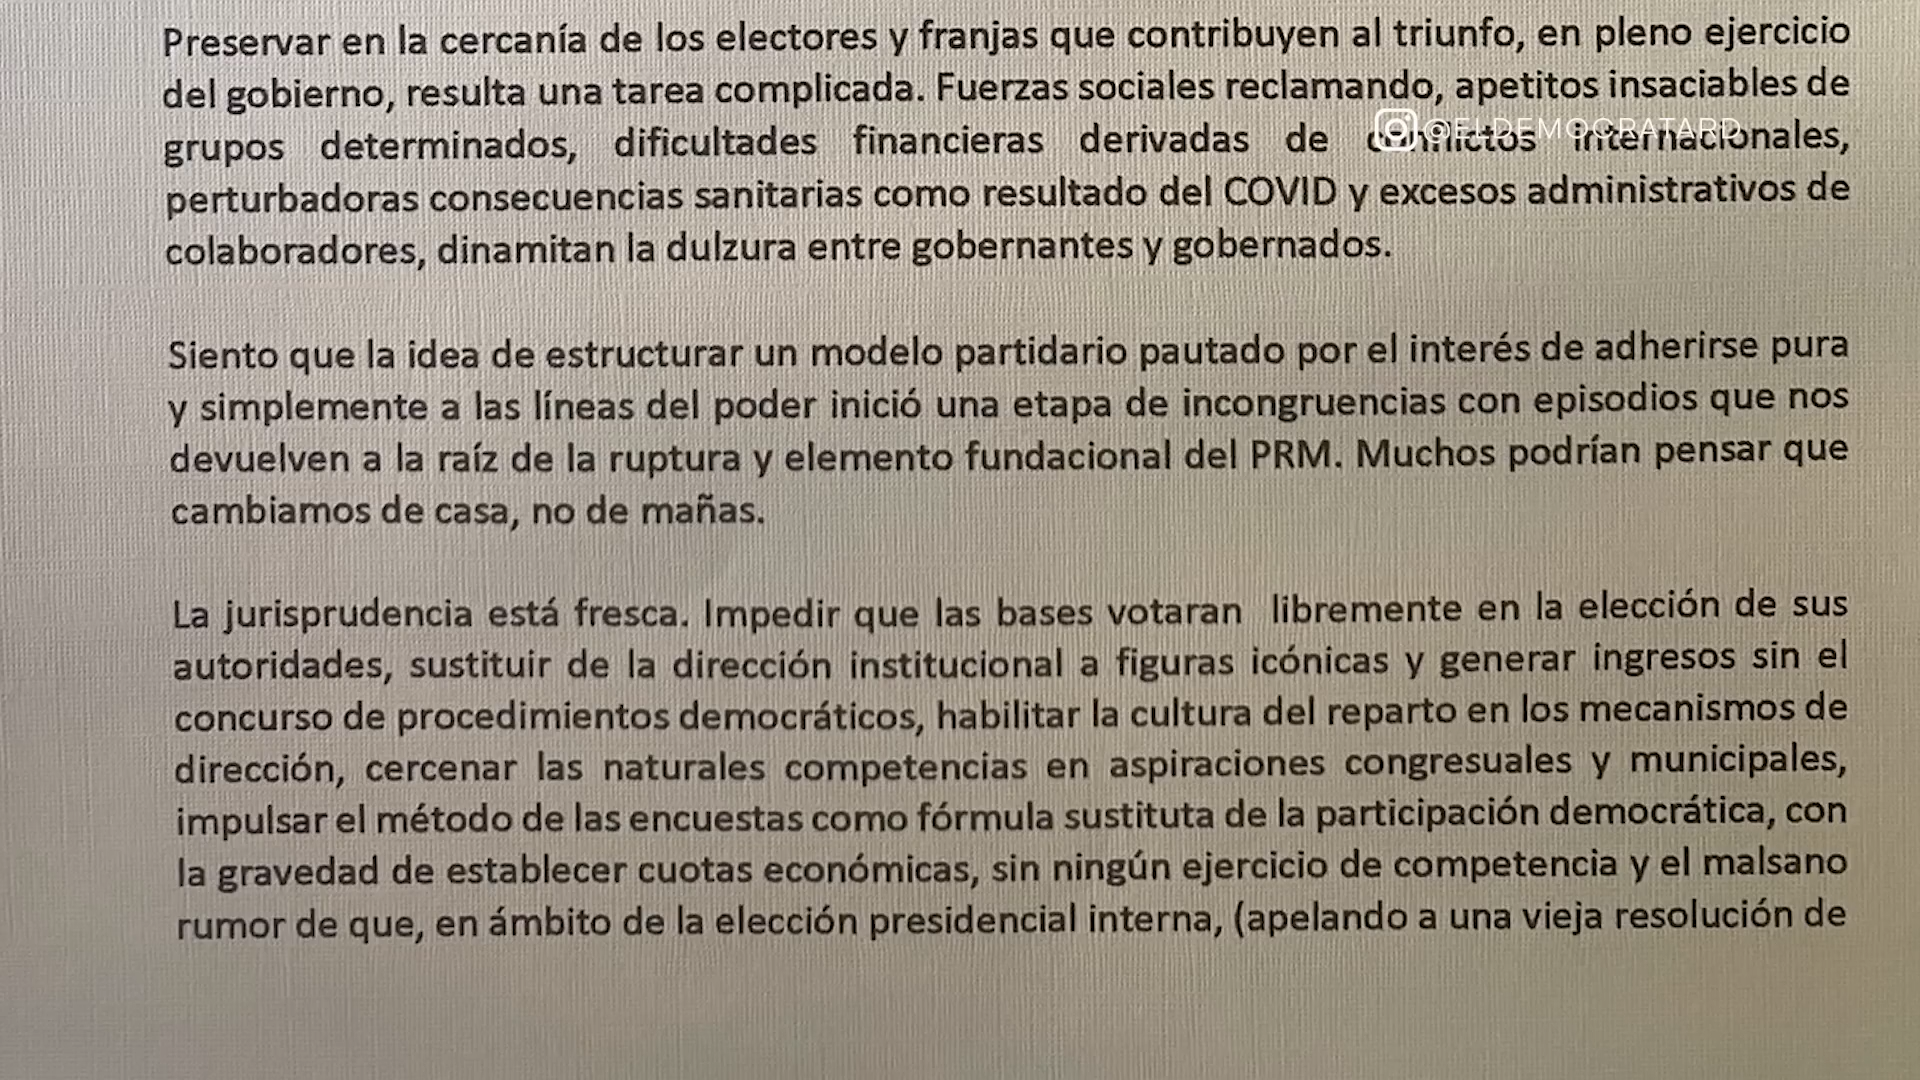 Preservar en la cercanía de los electores y franjas que contribuyen al triunfo, en pleno ejercicio
del gobierno, resulta una tarea complicada. Fuerzas sociales reclamando, apetitos insaciables de
grupos determinados, dificultades financieras derivadas de conflictos internacionales,
@ELDEMOCRATARD
perturbadoras consecuencias sanitarias como resultado del COVID y excesos administrativos de
colaboradores, dinamitan la dulzura entre gobernantes y gobernados.
Siento que la idea de estructurar un modelo partidario pautado por el interés de adherirse pura
y simplemente a las líneas del poder inició una etapa de incongruencias con episodios que nos
devuelven a la raíz de la ruptura y elemento fundacional del PRM. Muchos podrían pensar que
cambiamos de casa, no de mañas.
La jurisprudencia está fresca. Impedir que las bases votaran libremente en la elección de sus
autoridades, sustituir de la dirección institucional a figuras icónicas y generar ingresos sin el
concurso de procedimientos democráticos, habilitar la cultura del reparto en los mecanismos de
dirección, cercenar las naturales competencias en aspiraciones congresuales y municipales,
impulsar el método de las encuestas como fórmula sustituta de la participación democrática, con
la gravedad de establecer cuotas económicas, sin ningún ejercicio de competencia y el malsano
rumor de que, en ámbito de la elección presidencial interna, (apelando a una vieja resolución de